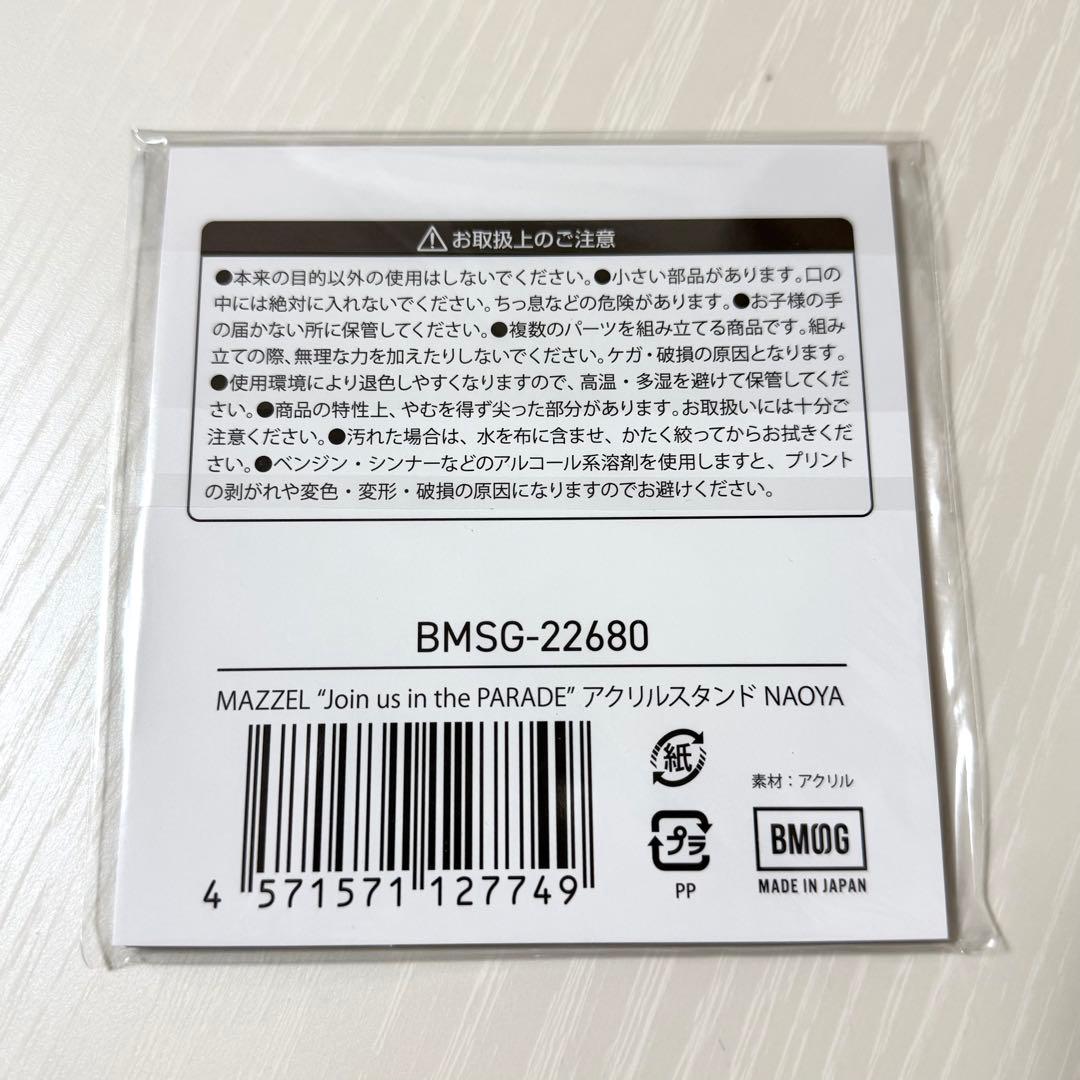 ⚠ お取扱上のご注意
●本来の目的以外の使用はしないでください。●小さい部品があります。口の
中には絶対に入れないでください。ちっ息などの危険があります。●お子様の手
の届かない所に保管してください。●複数のパーツを組み立てる商品です。組み
立ての際、無理な力を加えたりしないでください。ケガ・破損の原因となります。
●使用環境により退色しやすくなりますので、高温・多湿を避けて保管してくだ
さい。●商品の特性上、やむを得ず尖った部分があります。お取扱いには十分ご
注意ください。●汚れた場合は、水を布に含ませ、かたく絞ってからお拭きくだ
さい。●ベンジン・シンナーなどのアルコール系溶剤を使用しますと、プリント
の剥がれや変色・変形・破損の原因になりますのでお避けください。
BMSG-22680
MAZZEL “Join us in the PARADE” アクリルスタンド NAOYA
4 571571 127749
紙
プラ
PP
素材：アクリル
BMSG
MADE IN JAPAN